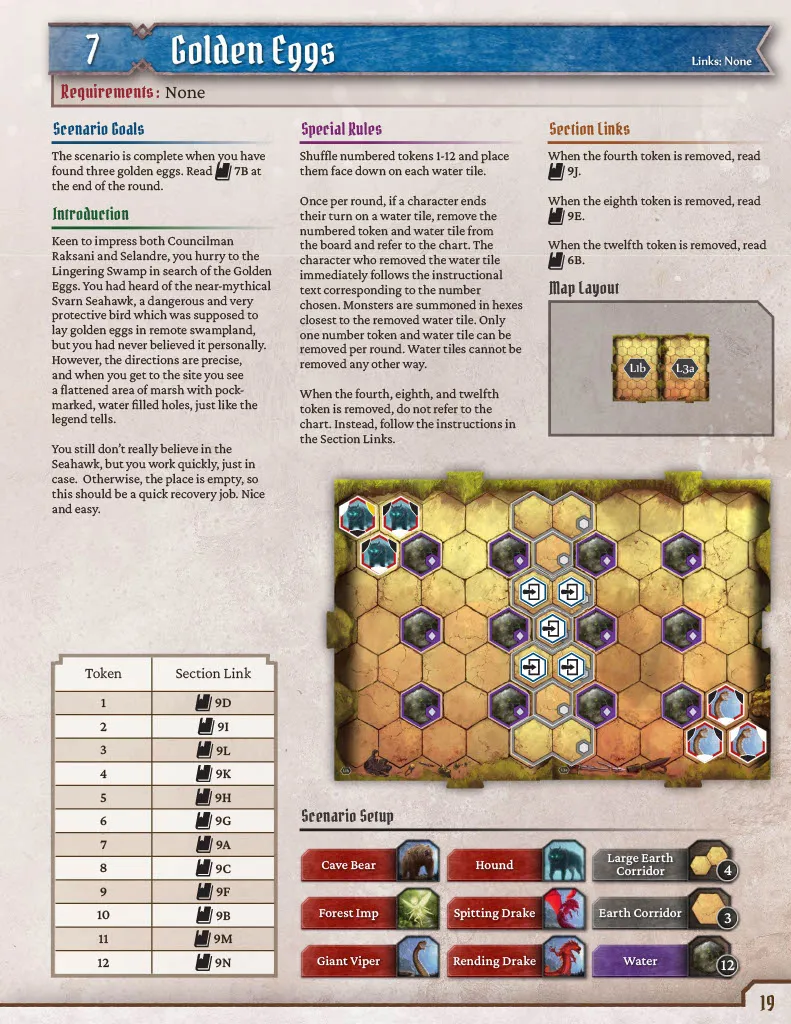 7
Golden Eggs
Links: None
Requirements: None
Scenario Goals
The scenario is complete when you have
found three golden eggs. Read 7B at
the end of the round.
Introduction
Keen to impress both Councilman
Raksani and Selandre, you hurry to the
Lingering Swamp in search of the Golden
Eggs. You had heard of the near-mythical
Svarn Seahawk, a dangerous and very
protective bird which was supposed to
lay golden eggs in remote swampland,
but you had never believed it personally.
However, the directions are precise,
and when you get to the site you see
a flattened area of marsh with pock-
marked, water filled holes, just like the
legend tells.
You still don't really believe in the
Seahawk, but you work quickly, just in
case. Otherwise, the place is empty, so
this should be a quick recovery job. Nice
and easy.
Special Rules
Shuffle numbered tokens 1-12 and place
them face down on each water tile.
Once per round, if a character ends
their turn on a water tile, remove the
numbered token and water tile from
the board and refer to the chart. The
character who removed the water tile
immediately follows the instructional
text corresponding to the number
chosen. Monsters are summoned in hexes
closest to the removed water tile. Only
one number token and water tile can be
removed per round. Water tiles cannot be
removed any other way.
When the fourth, eighth, and twelfth
token is removed, do not refer to the
chart. Instead, follow the instructions in
the Section Links.
Section Links
When the fourth token is removed, read
9J.
When the eighth token is removed, read
9E.
When the twelfth token is removed, read
6B.
Map Layout
L1b L3a
Token Section Link
1 9D
2 9I
3 9L
4 9K
5 9H
6 9G
7 9A
8 9C
9 9F
10 9B
11 9M
12 9N
Scenario Setup
Cave Bear Hound Large Earth
Corridor 4
Forest Imp Spitting Drake Earth Corridor 3
Giant Viper Rending Drake Water 12
19